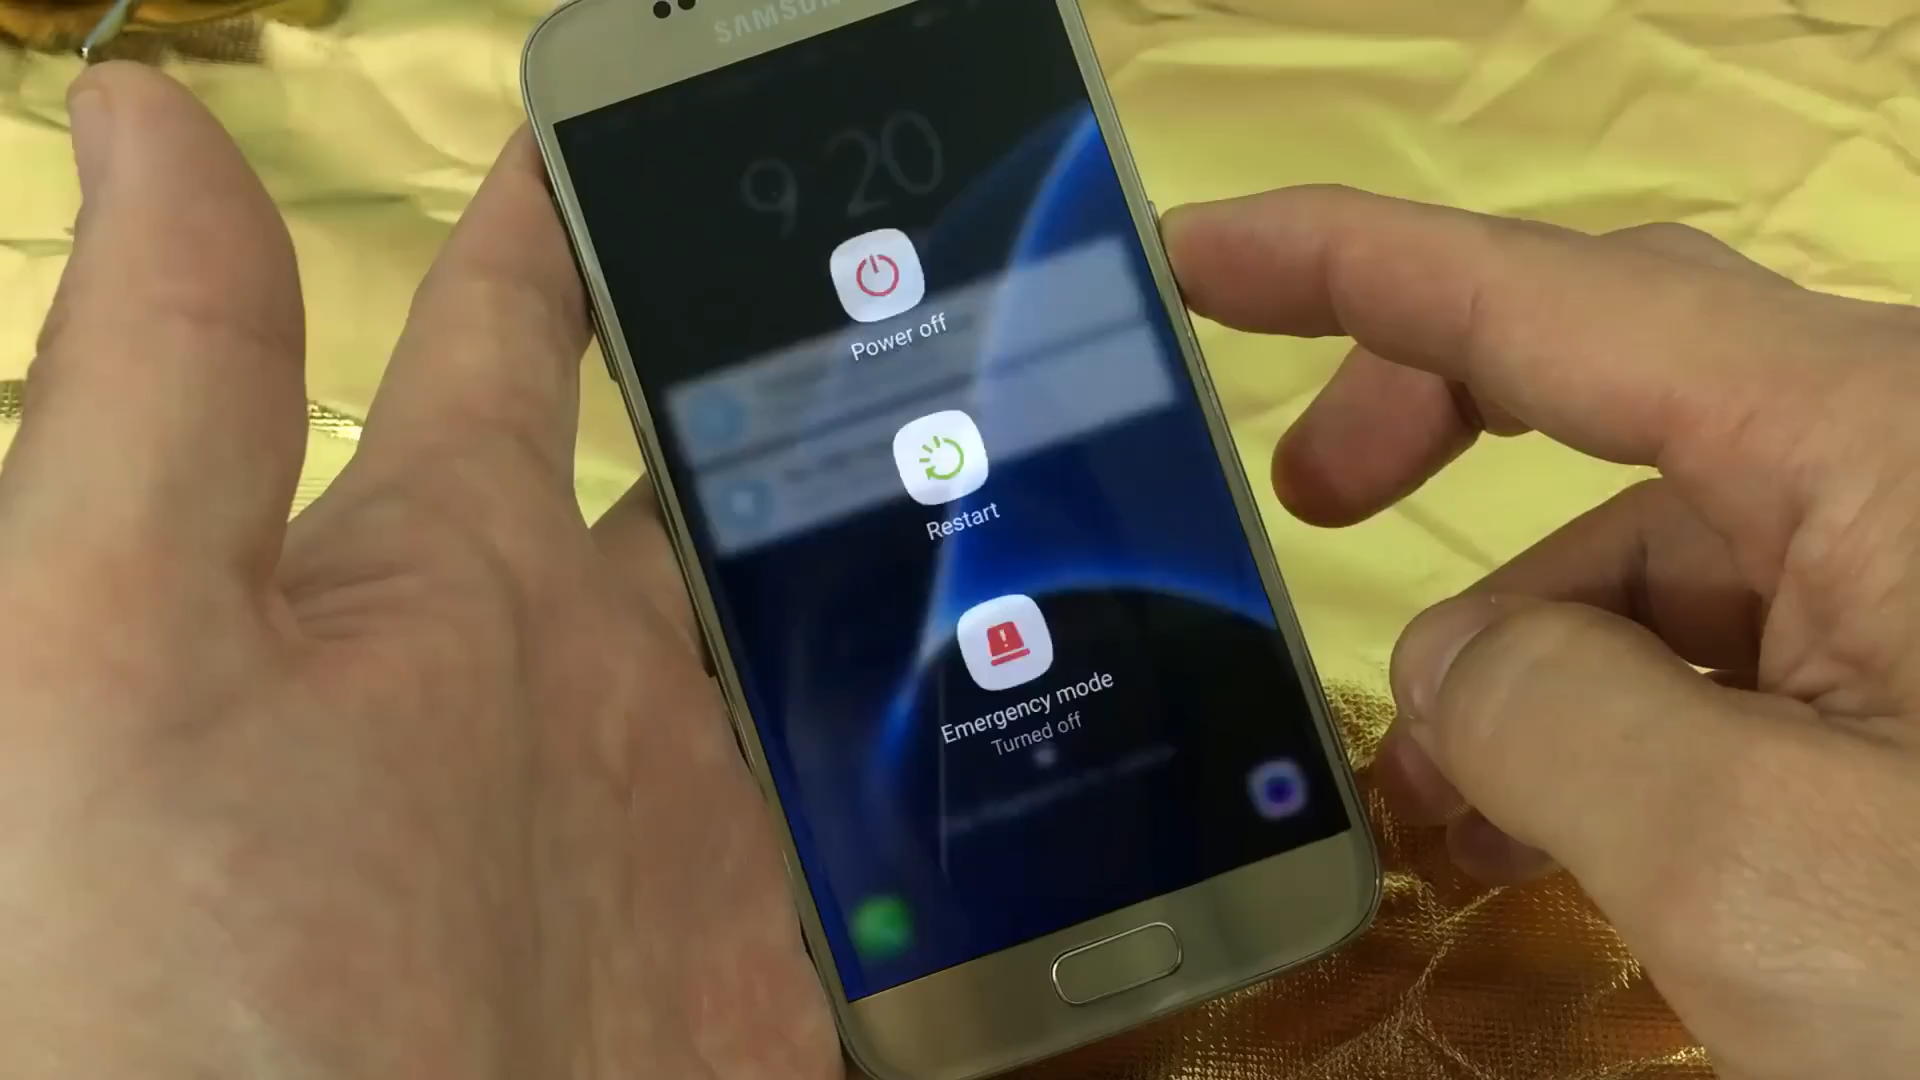 SAMSUNG
9 20
Power off
Restart
Emergency mode
Turned off